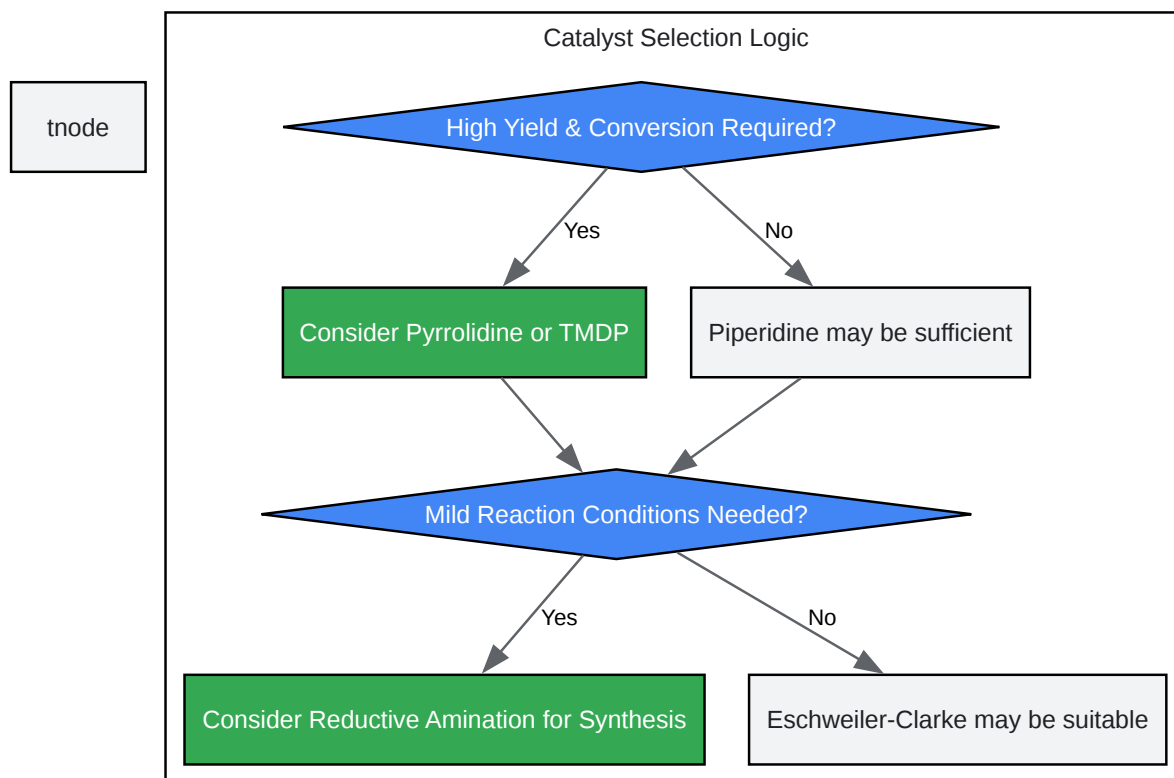 Catalyst Selection Logic
tnode
High Yield & Conversion Required?
Yes
No
Consider Pyrrolidine or TMDP
Piperidine may be sufficient
Mild Reaction Conditions Needed?
Yes
No
Consider Reductive Amination for Synthesis
Eschweiler-Clarke may be suitable